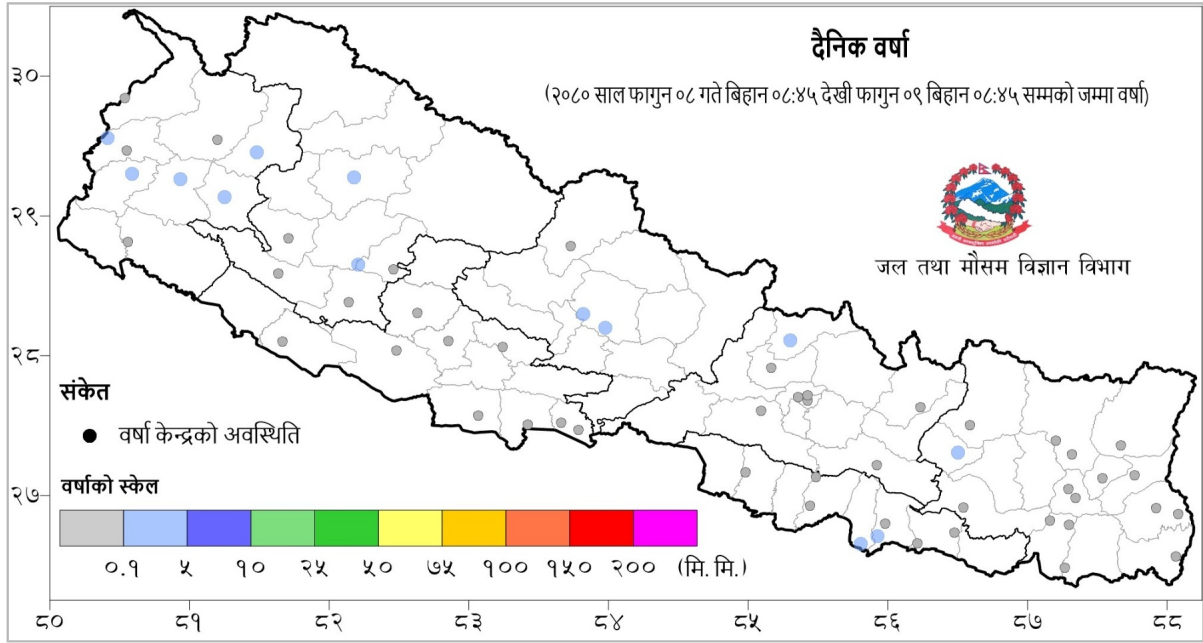 दैनिक वर्षा
(२०८० साल फागुन ०८ गते बिहान ०८:४५ देखी फागुन ०९ बिहान ०८:४५ सम्मको जम्मा वर्षा)
३०
जल तथा मौसम विज्ञान विभाग
२९
२८
संकेत
वर्षा केन्द्रको अवस्थिति
वर्षाको स्केल
२७
०.१ ५ १० २५ ५० ७५ १०० १५० २०० (मि. मि.)
८० ८१ ८२ ८३ ८४ ८५ ८६ ८७ ८८